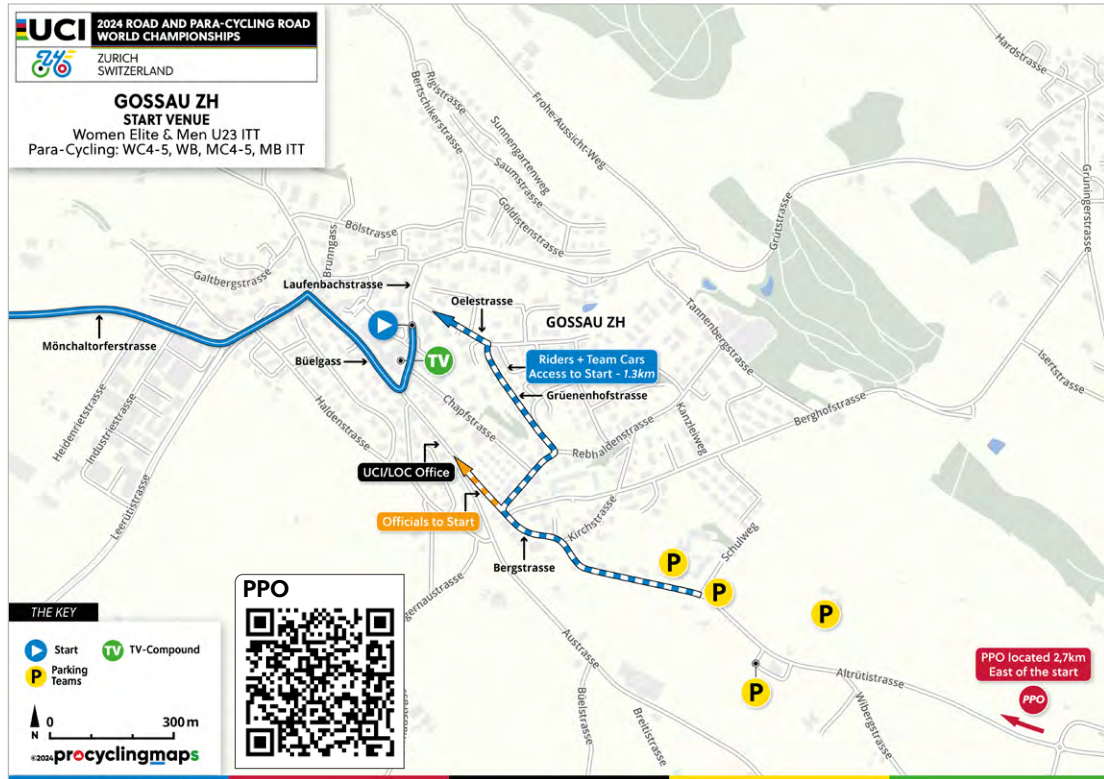 UCI
2024 ROAD AND PARA-CYCLING ROAD
WORLD CHAMPIONSHIPS
ZURICH
SWITZERLAND
GOSSAU ZH
START VENUE
Women Elite & Men U23 ITT
Para-Cycling: WC4-5, WB, MC4-5, MB ITT
Hardstrasse
Rigistrasse
Bertschikerstrasse
Frohe-Aussicht-Weg
Sunnengartenweg
Saumstrasse
Goldistenstrasse
Grüningerstrasse
Grütstrasse
Bölstrasse
Brunngass
Galtbergstrasse
Laufenbachstrasse
Oelestrasse
GOSSAU ZH
Tannenbergstrasse
Isertstrasse
Mönchaltorferstrasse
Büelgass
TV
Riders + Team Cars
Access to Start - 1.3km
Grüenenhofstrasse
Heidenrietstrasse
Industriestrasse
Haldenstrasse
Chapfstrasse
Kanzleiweg
Berghofstrasse
Rebhaldenstrasse
UCI/LOC Office
Leerütistrasse
Officials to Start
Kirchstrasse
Schulweg
Bergstrasse
P
P
P
P
gernaustrasse
Austrasse
Büelstrasse
Breitistrasse
Altrütistrasse
Wibergstrasse
PPO located 2,7km
East of the start
PPO
PPO
THE KEY
Start
TV TV-Compound
P Parking
Teams
N
0 300 m
©2024 procyclingmaps